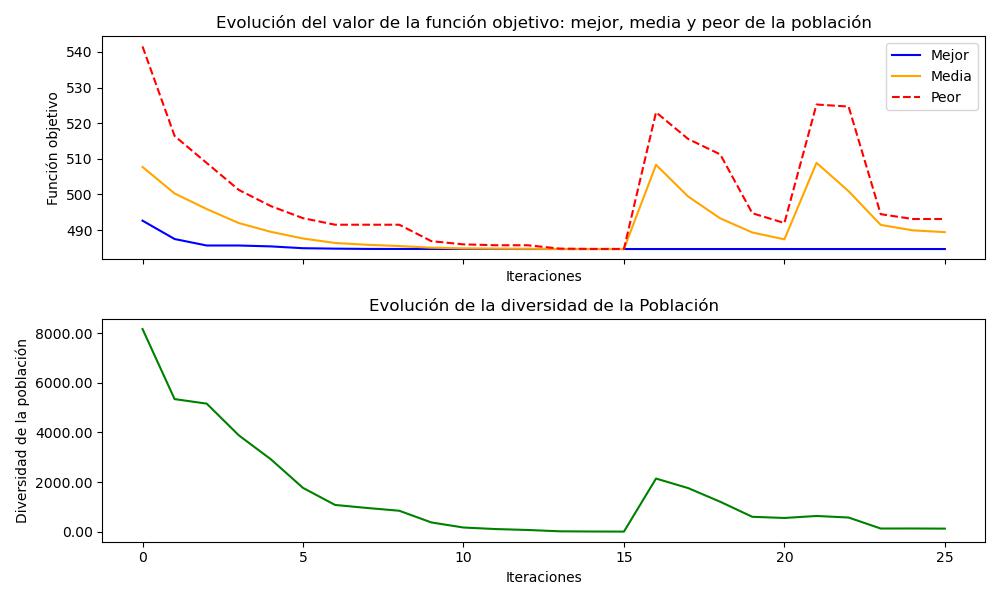 Evolución del valor de la función objetivo: mejor, media y peor de la población
Función objetivo
540
530
520
510
500
490
Mejor
Media
Peor
Iteraciones
Evolución de la diversidad de la Población
Diversidad de la población
8000.00
6000.00
4000.00
2000.00
0.00
0 5 10 15 20 25
Iteraciones